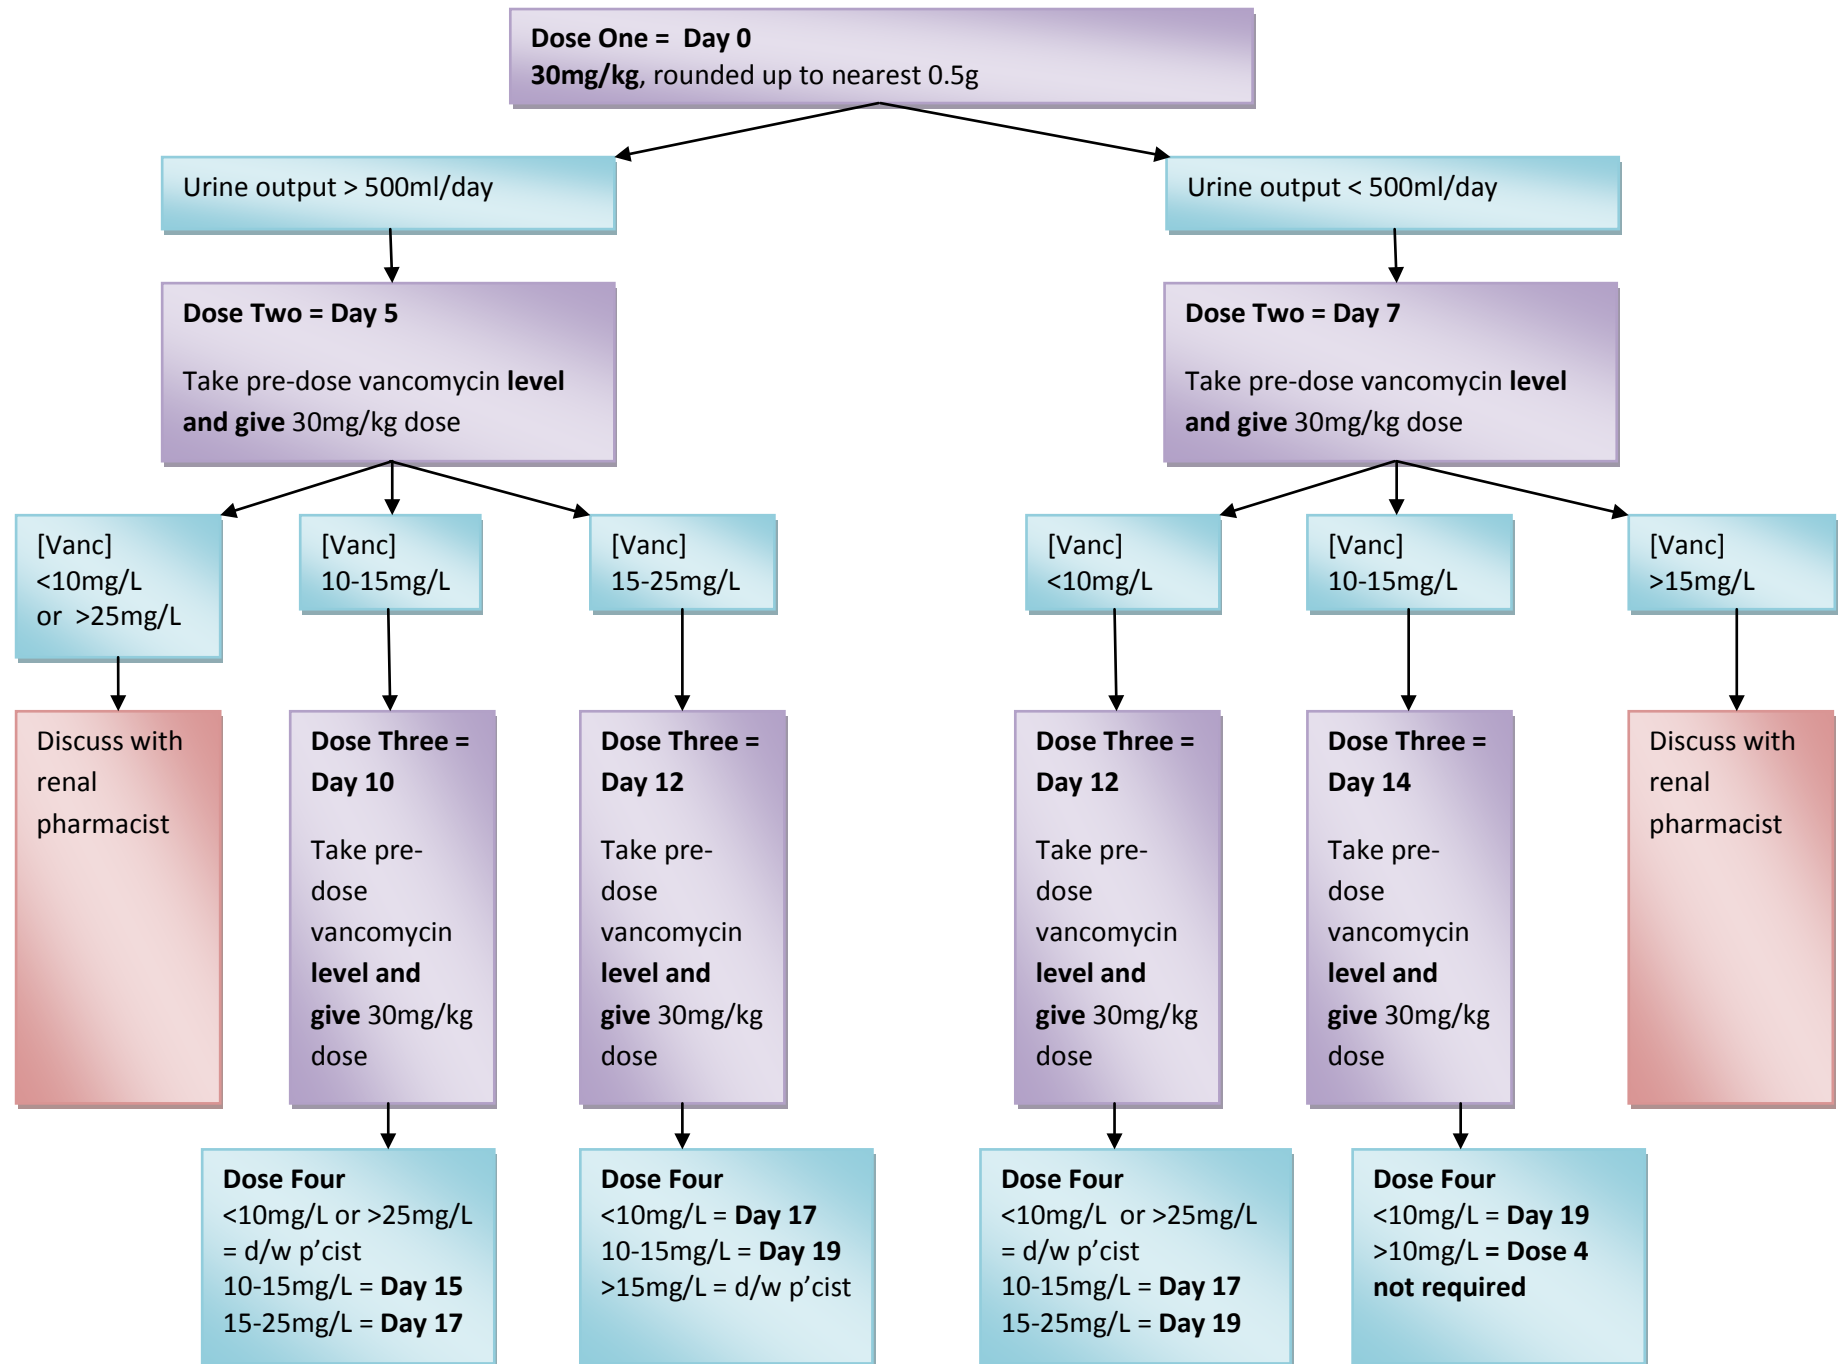 Dose One =  Day 0
30mg/kg, rounded up to nearest 0.5g
Urine output > 500ml/day
Urine output < 500ml/day
Dose Two = Day 5
Take pre-dose vancomycin level
and give 30mg/kg dose
Dose Two = Day 7
Take pre-dose vancomycin level
and give 30mg/kg dose
[Vanc]
<10mg/L
or  >25mg/L
[Vanc]
10-15mg/L
[Vanc]
15-25mg/L
[Vanc]
<10mg/L
[Vanc]
10-15mg/L
[Vanc]
>15mg/L
Discuss with
renal
pharmacist
Dose Three =
Day 10
Take pre-
dose
vancomycin
level and
give 30mg/kg
dose
Dose Three =
Day 12
Take pre-
dose
vancomycin
level and
give 30mg/kg
dose
Dose Three =
Day 12
Take pre-
dose
vancomycin
level and
give 30mg/kg
dose
Dose Three =
Day 14
Take pre-
dose
vancomycin
level and
give 30mg/kg
dose
Discuss with
renal
pharmacist
Dose Four
<10mg/L or >25mg/L
= d/w p’cist
10-15mg/L = Day 15
15-25mg/L = Day 17
Dose Four
<10mg/L = Day 17
10-15mg/L = Day 19
>15mg/L = d/w p’cist
Dose Four
<10mg/L  or >25mg/L
= d/w p’cist
10-15mg/L = Day 17
15-25mg/L = Day 19
Dose Four
<10mg/L = Day 19
>10mg/L = Dose 4
not required